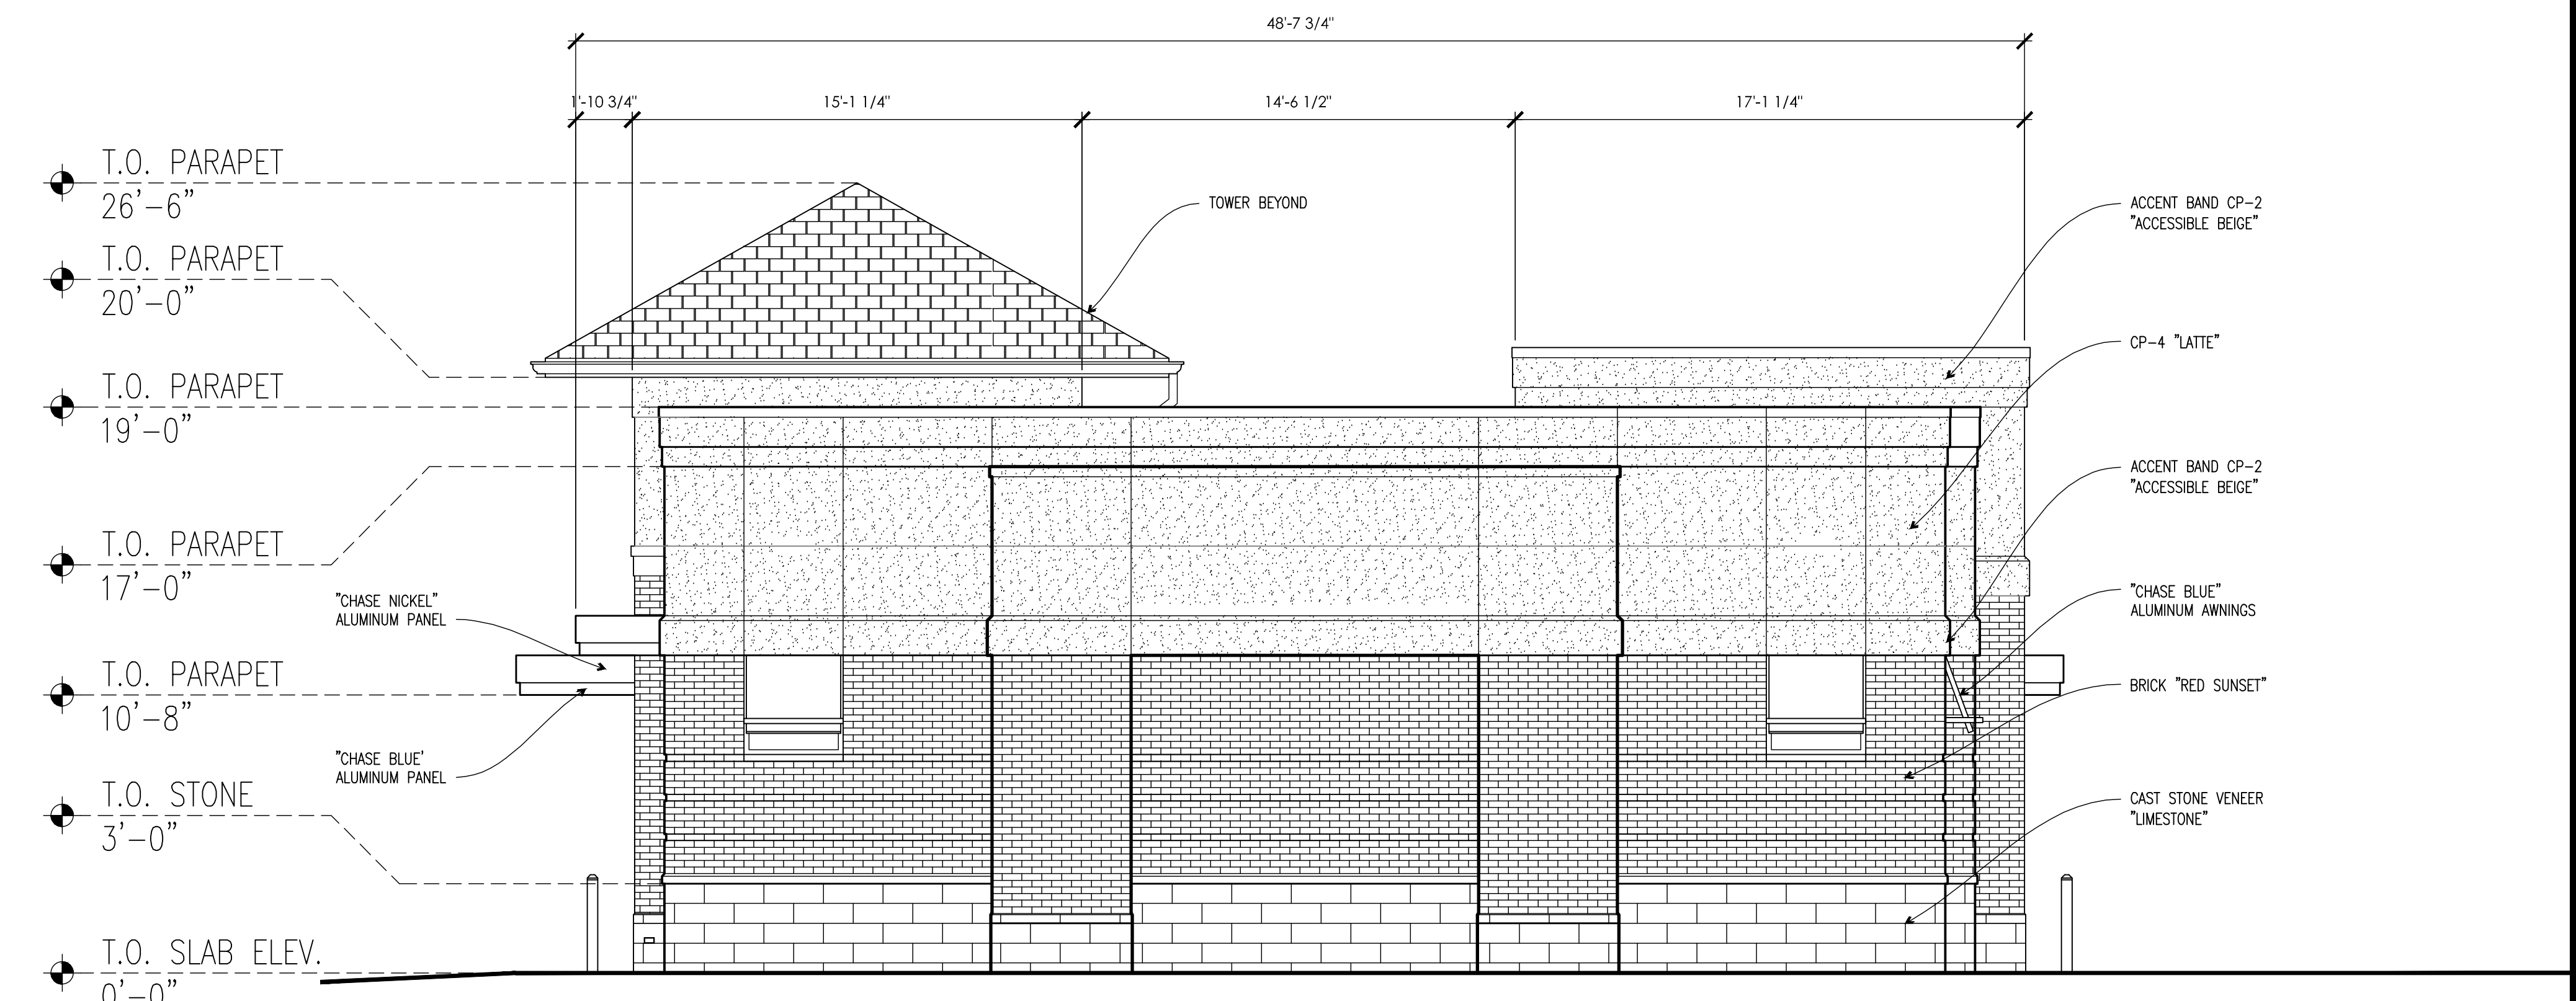 48'-7 3/4"
1'-10 3/4"
15'-1 1/4"
14'-6 1/2"
17'-1 1/4"
T.O. PARAPET
26'-6"
T.O. PARAPET
20'-0"
T.O. PARAPET
19'-0"
T.O. PARAPET
17'-0"
"CHASE NICKEL"
ALUMINUM PANEL
T.O. PARAPET
10'-8"
"CHASE BLUE'
ALUMINUM PANEL
T.O. STONE
3'-0"
T.O. SLAB ELEV.
0'-0"
TOWER BEYOND
ACCENT BAND CP-2
"ACCESSIBLE BEIGE"
CP-4 "LATTE"
ACCENT BAND CP-2
"ACCESSIBLE BEIGE"
"CHASE BLUE"
ALUMINUM AWNINGS
BRICK "RED SUNSET"
CAST STONE VENEER
"LIMESTONE"